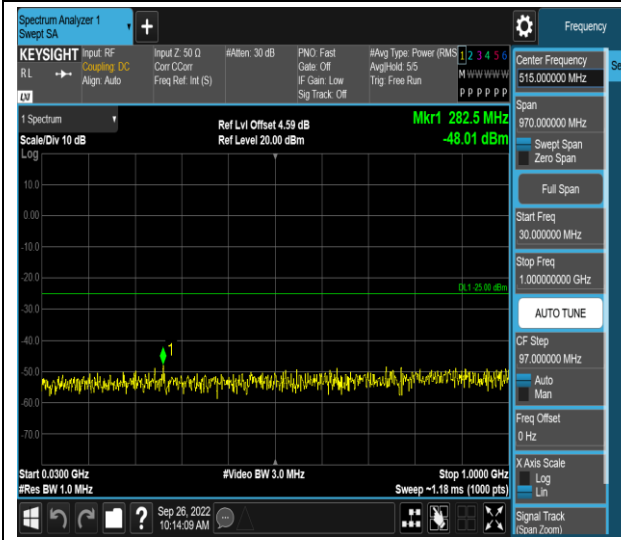 Spectrum Analyzer 1
Swept SA
+
Frequency
KEYSIGHT
RL
LXI
Input: RF
Coupling: DC
Align: Auto
Input Z: 50 Ω
Corr CCorr
Freq Ref: Int (S)
#Atten: 30 dB
PNO: Fast
Gate: Off
IF Gain: Low
Sig Track: Off
#Avg Type: Power (RMS
Avg|Hold: 5/5
Trig: Free Run
1 2 3 4 5 6
M W W W W W
P P P P P P
1 Spectrum
Scale/Div 10 dB
Ref Lvl Offset 4.59 dB
Ref Level 20.00 dBm
Mkr1 282.5 MHz
-48.01 dBm
Log
10.0
0.00
-10.0
-20.0
DL1 -25.00 dBm
-30.0
-40.0
1
-50.0
-60.0
-70.0
Start 0.0300 GHz
#Res BW 1.0 MHz
#Video BW 3.0 MHz
Stop 1.0000 GHz
Sweep ~1.18 ms (1000 pts)
?
Sep 26, 2022
10:14:09 AM
Center Frequency
515.000000 MHz
Se
Span
970.000000 MHz
Swept Span
Zero Span
Full Span
Start Freq
30.000000 MHz
Stop Freq
1.000000000 GHz
AUTO TUNE
CF Step
97.000000 MHz
Auto
Man
Freq Offset
0 Hz
X Axis Scale
Log
Lin
Signal Track
(Span Zoom)